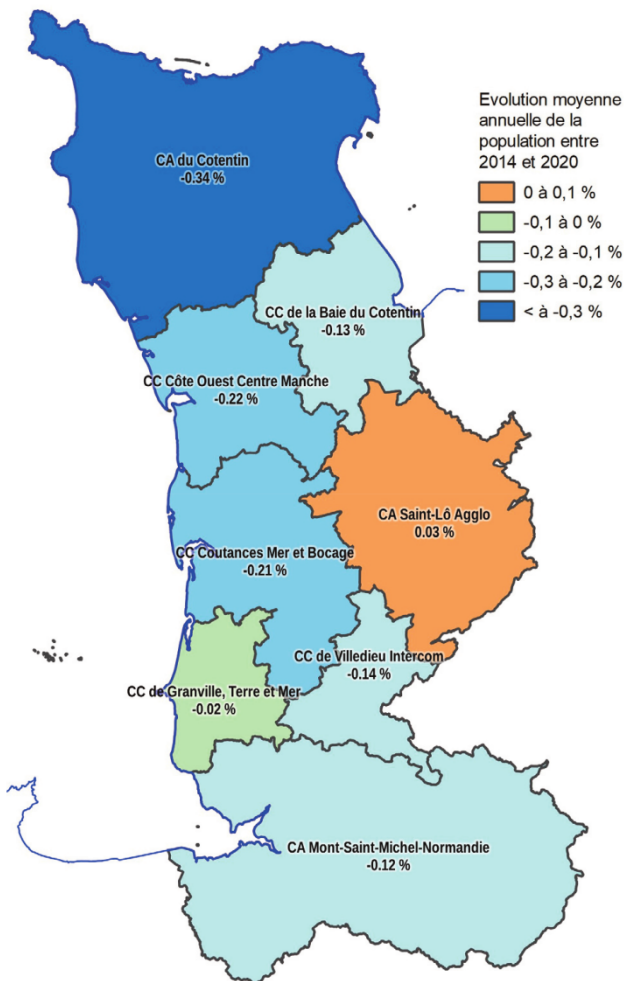 Evolution moyenne
annuelle de la
population entre
2014 et 2020
0 à 0,1 %
-0,1 à 0%
-0,2 à -0,1 %
-0,3 à -0,2 %
< à -0,3 %
CA du Cotentin
-0.34 %
CC de la Baie du Cotentin
-0.13 %
CC Côte Ouest Centre Manche
-0.22 %
CA Saint-Lô Agglo
0.03 %
CC Coutances Mer et Bocage
-0.21 %
CC de Villedieu Intercom
-0.14 %
CC de Granville, Terre et Mer
-0.02 %
CA Mont-Saint-Michel-Normandie
-0.12 %